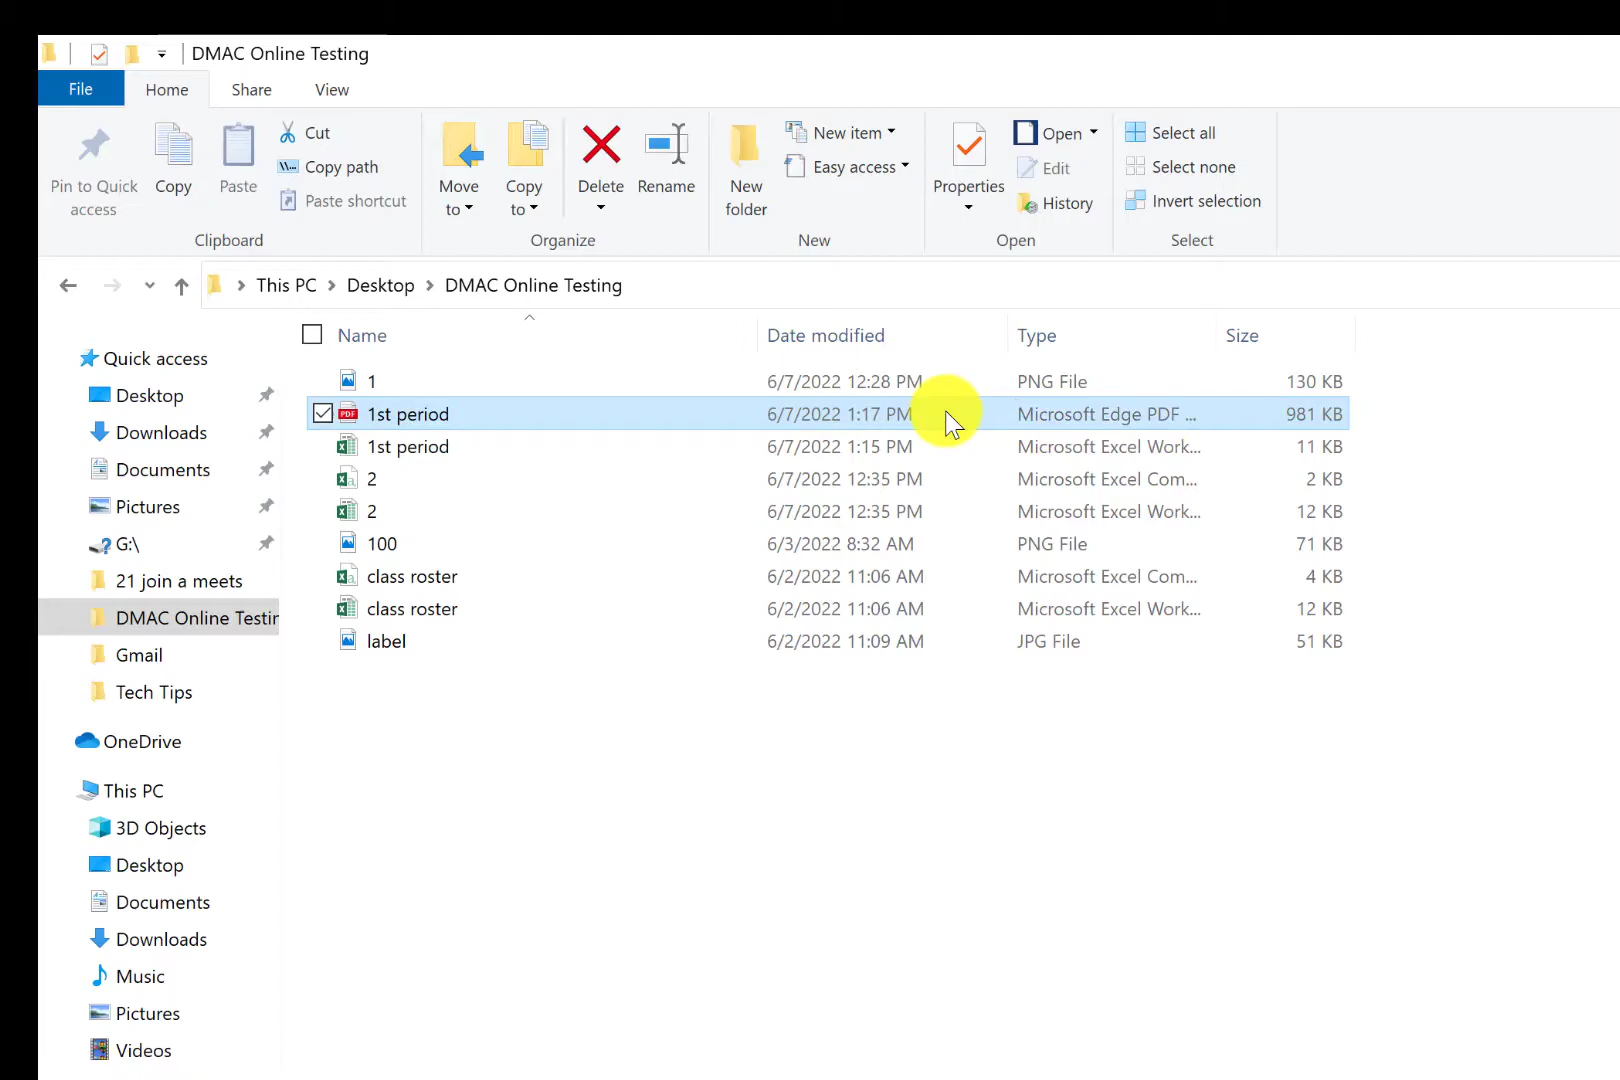 DMAC Online Testing
File Home Share View
Pin to Quick access
Copy
Paste
Cut
Copy path
Paste shortcut
Clipboard
Move to
Copy to
Delete
Rename
Organize
New folder
New item
Easy access
New
Properties
Open
Edit
History
Open
Select all
Select none
Invert selection
Select
This PC Desktop DMAC Online Testing
Name Date modified Type Size
1 6/7/2022 12:28 PM PNG File 130 KB
PDF 1st period 6/7/2022 1:17 PM Microsoft Edge PDF ... 981 KB
1st period 6/7/2022 1:15 PM Microsoft Excel Work... 11 KB
2 6/7/2022 12:35 PM Microsoft Excel Com... 2 KB
2 6/7/2022 12:35 PM Microsoft Excel Work... 12 KB
100 6/3/2022 8:32 AM PNG File 71 KB
class roster 6/2/2022 11:06 AM Microsoft Excel Com... 4 KB
class roster 6/2/2022 11:06 AM Microsoft Excel Work... 12 KB
label 6/2/2022 11:09 AM JPG File 51 KB
Quick access
Desktop
Downloads
Documents
Pictures
G:\
21 join a meets
DMAC Online Testin
Gmail
Tech Tips
OneDrive
This PC
3D Objects
Desktop
Documents
Downloads
Music
Pictures
Videos